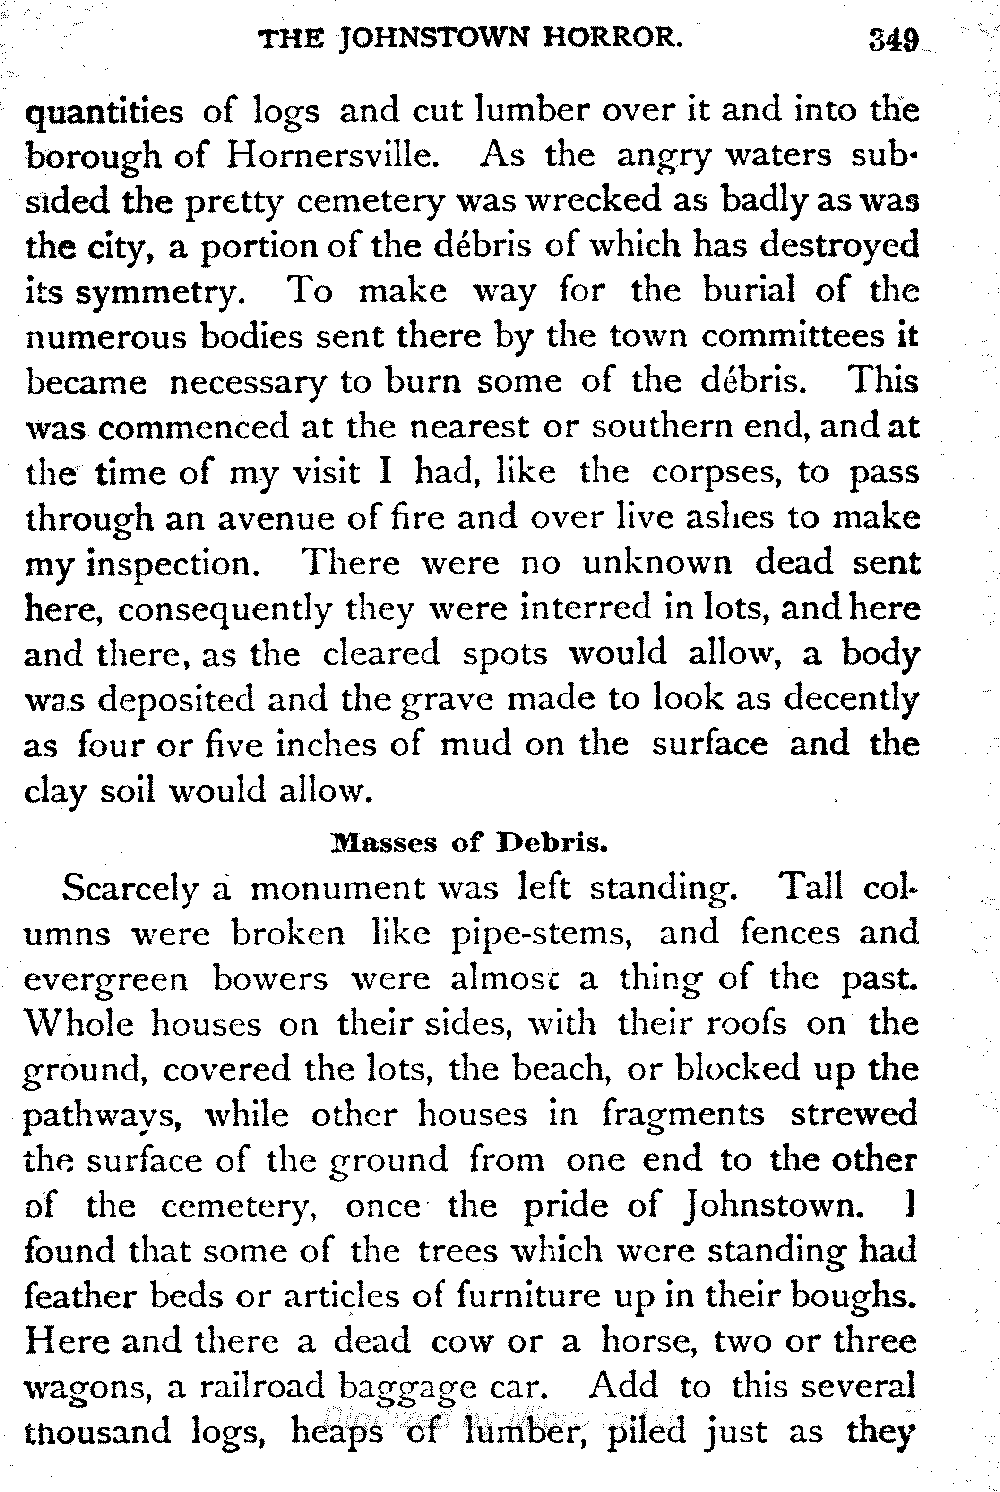 THE JOHNSTOWN HORROR. 349
quantities of logs and cut lumber over it and into the
borough of Hornersville. As the angry waters sub-
sided the pretty cemetery was wrecked as badly as was
the city, a portion of the débris of which has destroyed
its symmetry. To make way for the burial of the
numerous bodies sent there by the town committees it
became necessary to burn some of the débris. This
was commenced at the nearest or southern end, and at
the time of my visit I had, like the corpses, to pass
through an avenue of fire and over live ashes to make
my inspection. There were no unknown dead sent
here, consequently they were interred in lots, and here
and there, as the cleared spots would allow, a body
was deposited and the grave made to look as decently
as four or five inches of mud on the surface and the
clay soil would allow.
Masses of Debris.
Scarcely a monument was left standing. Tall col-
umns were broken like pipe-stems, and fences and
evergreen bowers were almost a thing of the past.
Whole houses on their sides, with their roofs on the
ground, covered the lots, the beach, or blocked up the
pathways, while other houses in fragments strewed
the surface of the ground from one end to the other
of the cemetery, once the pride of Johnstown. I
found that some of the trees which were standing had
feather beds or articles of furniture up in their boughs.
Here and there a dead cow or a horse, two or three
wagons, a railroad baggage car. Add to this several
thousand logs, heaps of lumber, piled just as they